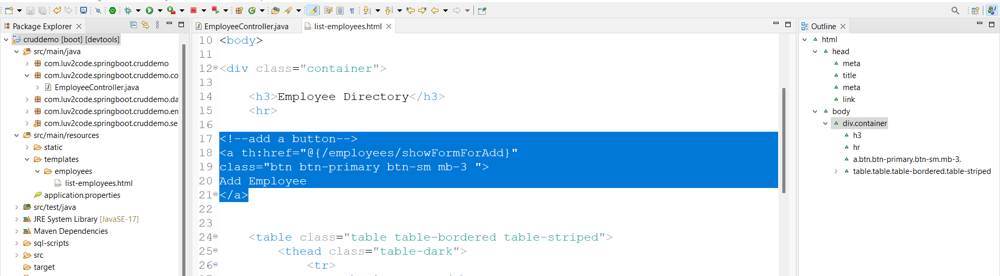 Package Explorer
EmployeeController.java
list-employees.html
Outline
cruddemo [boot] [devtools]
src/main/java
com.luv2code.springboot.cruddemo
com.luv2code.springboot.cruddemo.co
EmployeeController.java
com.luv2code.springboot.cruddemo.da
com.luv2code.springboot.cruddemo.en
com.luv2code.springboot.cruddemo.se
src/main/resources
static
templates
employees
list-employees.html
application.properties
src/test/java
JRE System Library [JavaSE-17]
Maven Dependencies
sql-scripts
src
target
10 <body>
11
12 <div class="container">
13
14 <h3>Employee Directory</h3>
15 <hr>
16
17 <!--add a button-->
18 <a th:href="@{/employees/showFormForAdd}"
19 class="btn btn-primary btn-sm mb-3 ">
20 Add Employee
21 </a>
22
23
24 <table class="table table-bordered table-striped">
25 <thead class="table-dark">
26 <tr>
html
head
meta
title
meta
link
body
div.container
h3
hr
a.btn.btn-primary.btn-sm.mb-3.
table.table.table-bordered.table-striped